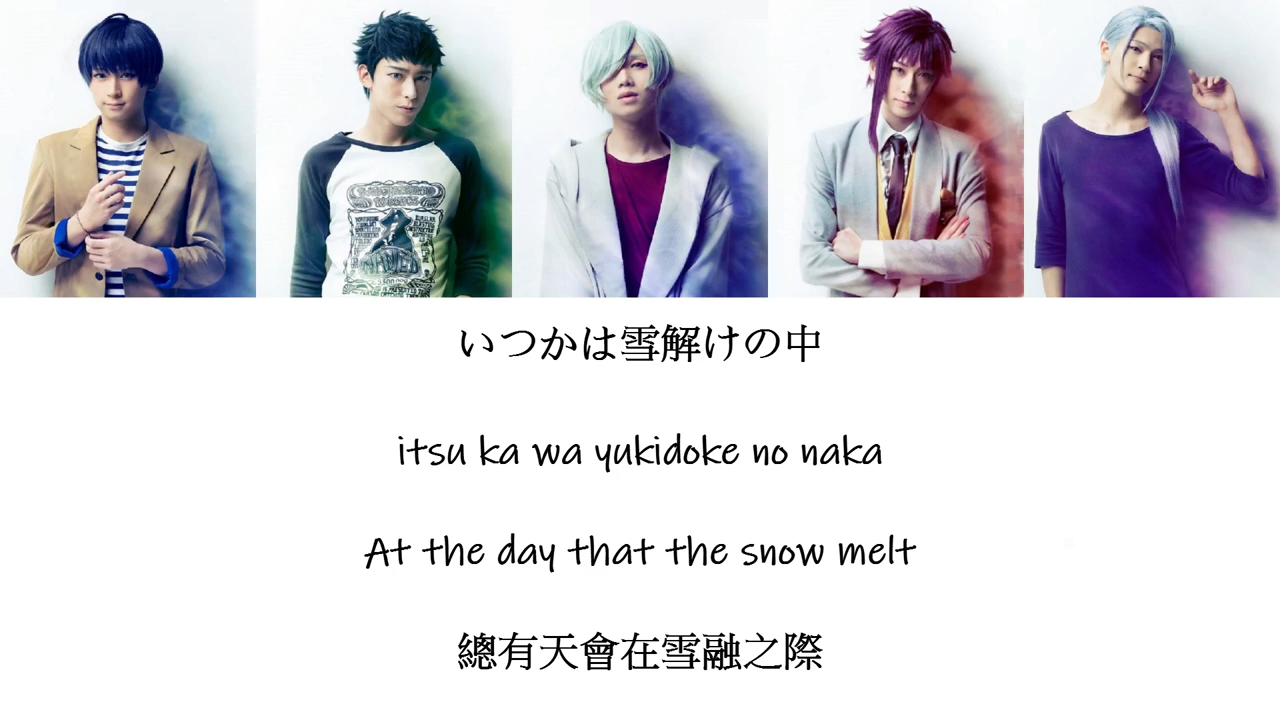 いつかは雪解けの中
itsu ka wa yukidoke no naka
At the day that the snow melt
總有天會在雪融之際